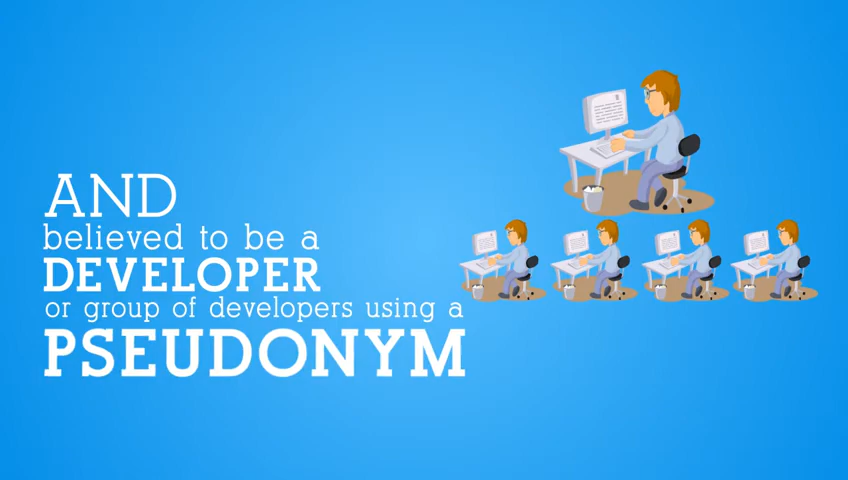 AND
believed to be a
DEVELOPER
or group of developers using a
PSEUDONYM